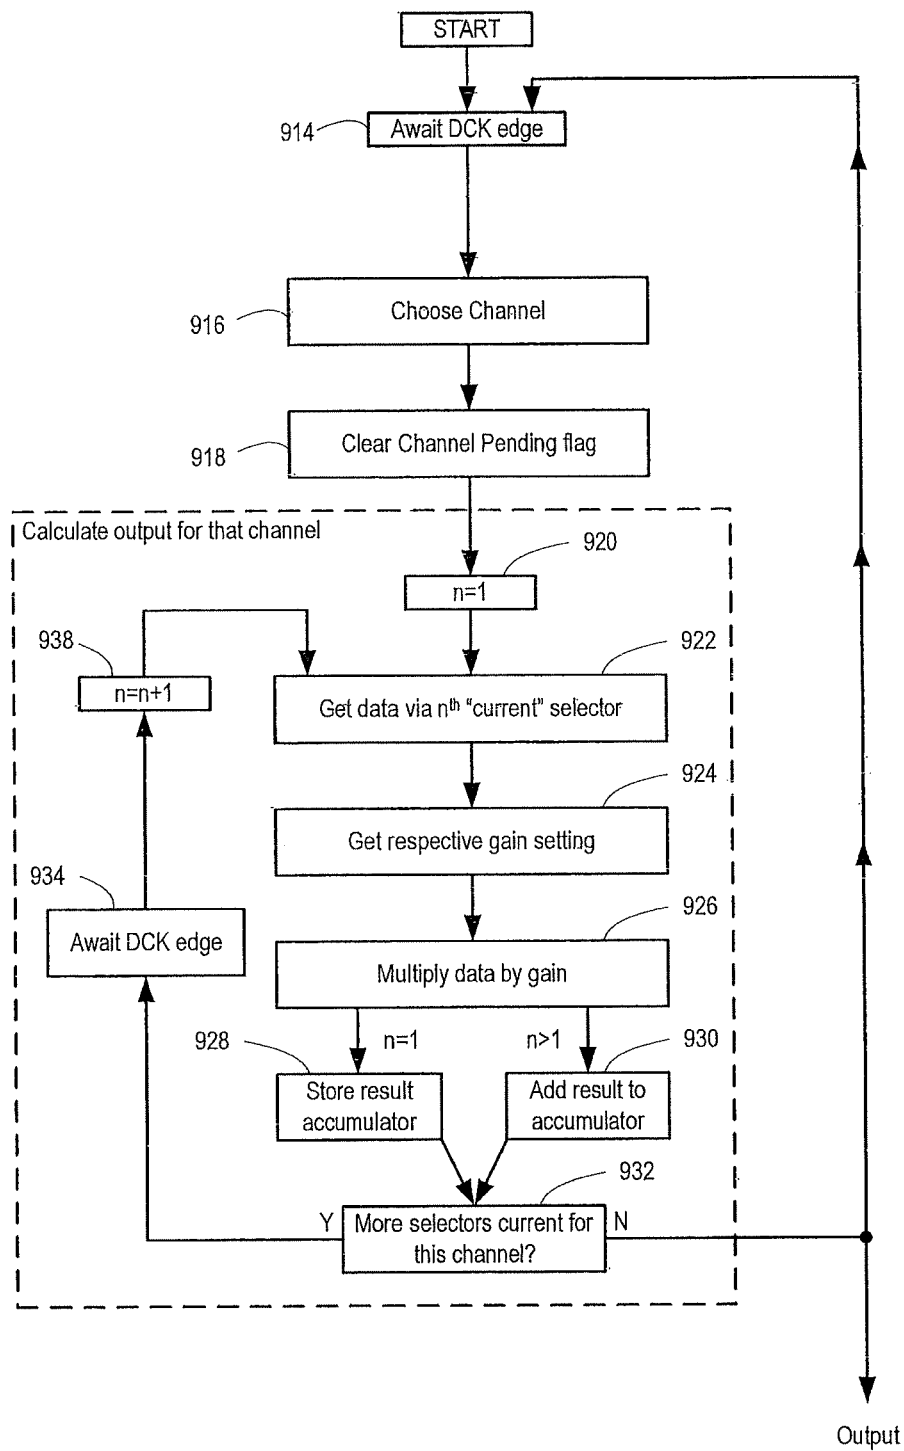 START
914
Await DCK edge
916
Choose Channel
918
Clear Channel Pending flag
Calculate output for that channel
920
n=1
938
n=n+1
922
Get data via nth “current” selector
924
Get respective gain setting
934
Await DCK edge
926
Multiply data by gain
928
n=1
n>1
930
Store result
accumulator
Add result to
accumulator
932
Y
More selectors current for
this channel?
N
Output